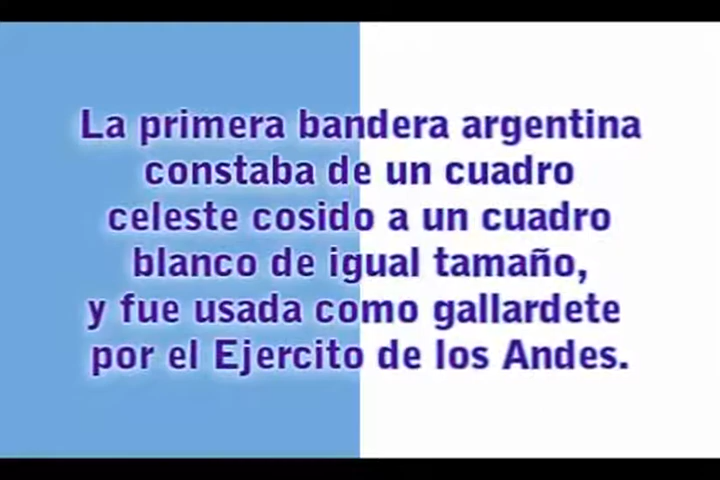 La primera bandera argentina
constaba de un cuadro
celeste cosido a un cuadro
blanco de igual tamaño,
y fue usada como gallardete
por el Ejercito de los Andes.